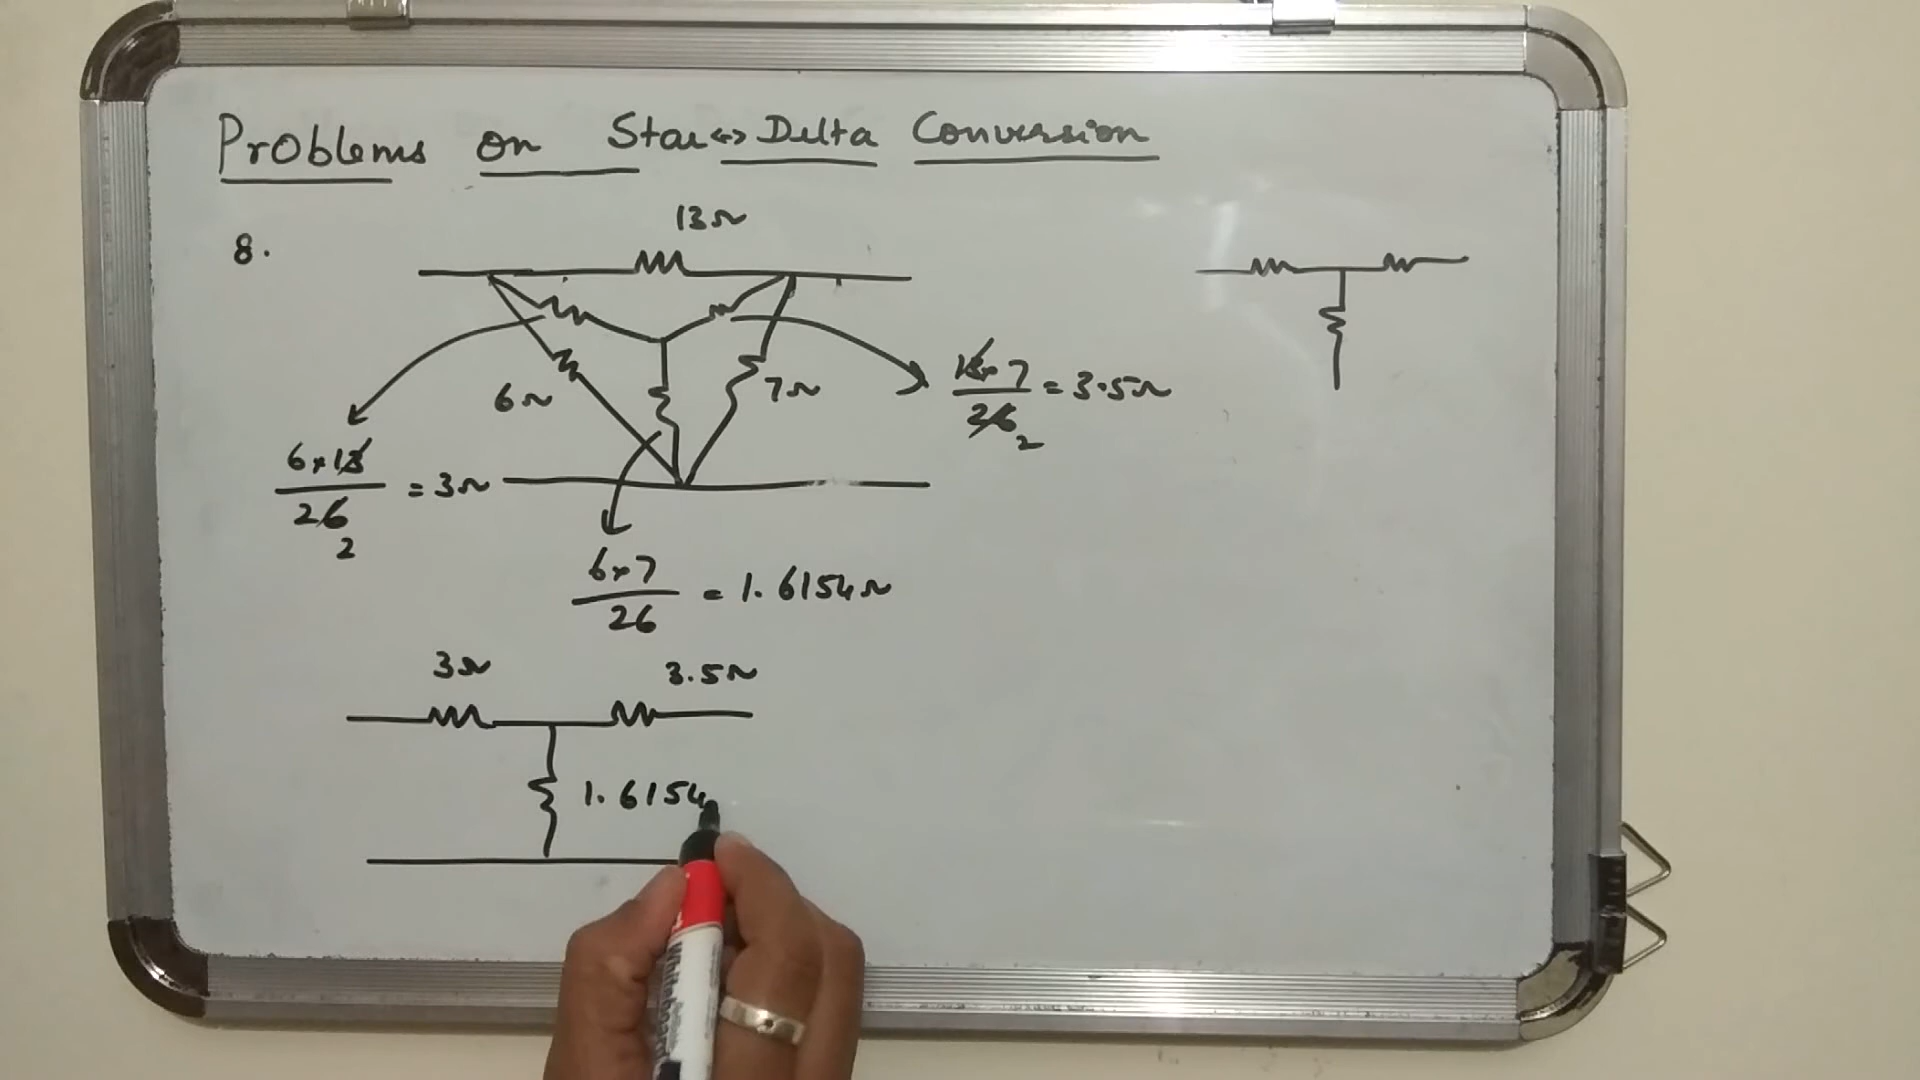 Problems on Star↔Delta Conversion
8.
13Ω
6Ω
7Ω
13×7/26 2 = 3.5Ω
6×13/26 2 = 3Ω
6×7/26 = 1.6154Ω
3Ω
3.5Ω
1.6154